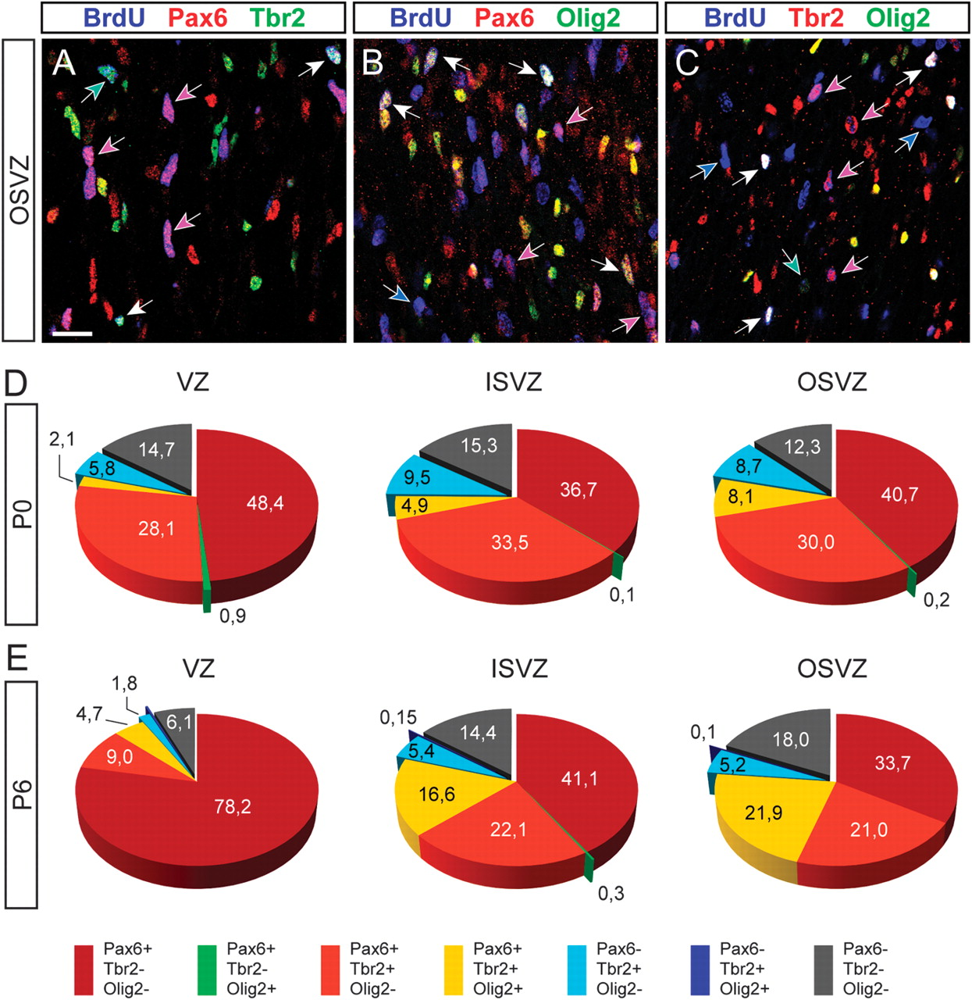 BrdU Pax6 Tbr2
BrdU Pax6 Olig2
BrdU Tbr2 Olig2
OSVZ
A
B
C
D
VZ
ISVZ
OSVZ
P0
2,1
5,8
14,7
48,4
28,1
0,9
15,3
9,5
4,9
36,7
33,5
0,1
12,3
8,7
8,1
40,7
30,0
0,2
E
VZ
ISVZ
OSVZ
P6
1,8
4,7
6,1
9,0
78,2
0,15
14,4
5,4
16,6
41,1
22,1
0,3
0,1
18,0
5,2
33,7
21,9
21,0
Pax6+
Tbr2-
Olig2-
Pax6+
Tbr2-
Olig2+
Pax6+
Tbr2+
Olig2-
Pax6+
Tbr2+
Olig2+
Pax6-
Tbr2+
Olig2-
Pax6-
Tbr2+
Olig2+
Pax6-
Tbr2-
Olig2-